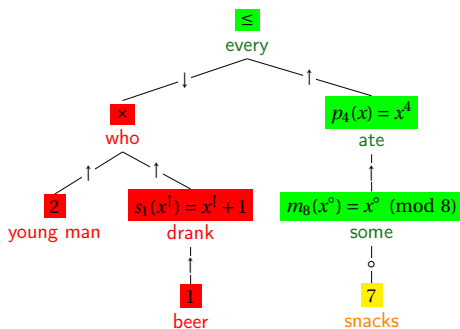 ≤
every
↓ ↑
× p₄(x) = x⁴
who ate
↑ ↑ ↑
2 s₁(x↑) = x↑ + 1 m₈(x°) = x° (mod 8)
young man drank some
↑ ∘
1 7
beer snacks